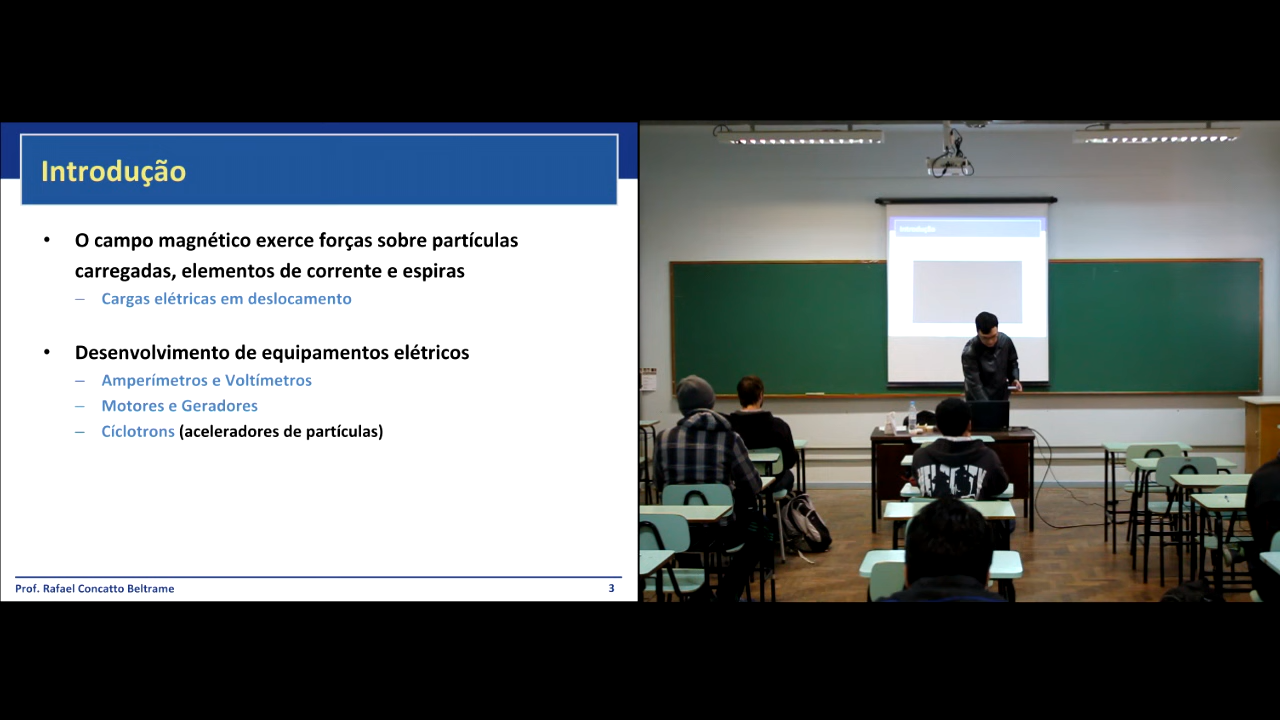 Introdução
• O campo magnético exerce forças sobre partículas
carregadas, elementos de corrente e espiras
– Cargas elétricas em deslocamento
• Desenvolvimento de equipamentos elétricos
– Amperímetros e Voltímetros
– Motores e Geradores
– Cíclotrons (aceleradores de partículas)
Prof. Rafael Concatto Beltrame 3
Introdução